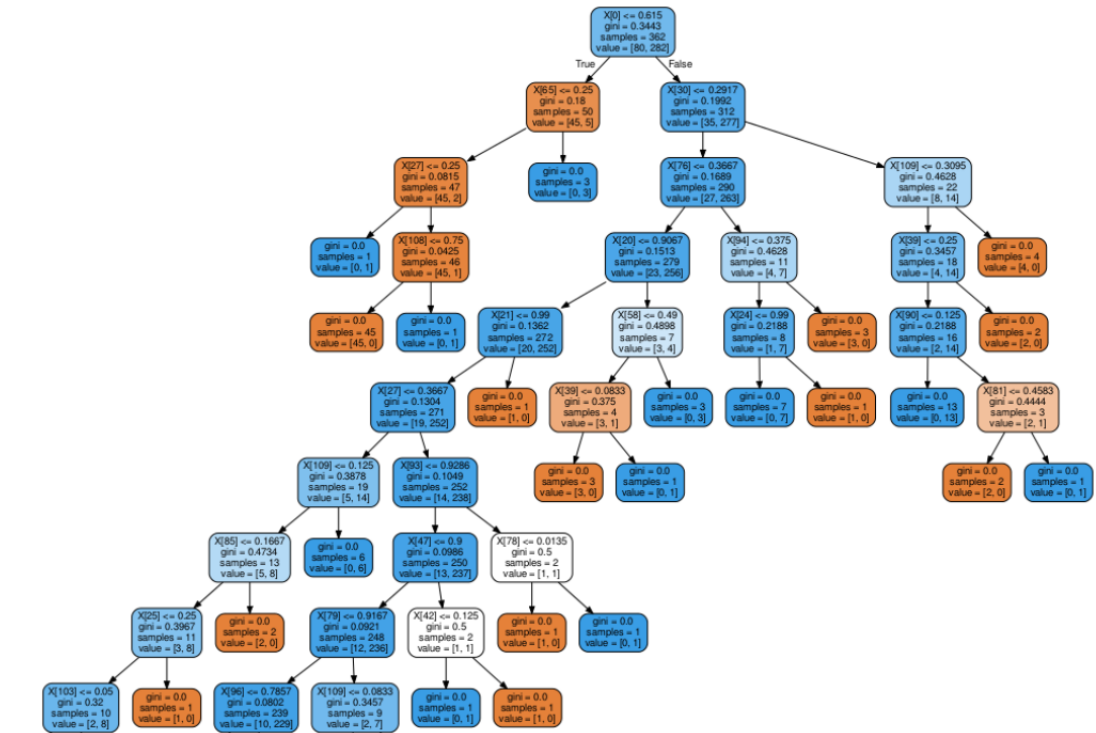 X[0] <= 0.615
gini = 0.3443
samples = 362
value = [80, 282]
True
False
X[65] <= 0.25
gini = 0.18
samples = 50
value = [45, 5]
X[30] <= 0.2917
gini = 0.1992
samples = 312
value = [35, 277]
X[27] <= 0.25
gini = 0.0815
samples = 47
value = [45, 2]
gini = 0.0
samples = 3
value = [0, 3]
X[76] <= 0.3667
gini = 0.1689
samples = 290
value = [27, 263]
X[109] <= 0.3095
gini = 0.4628
samples = 22
value = [8, 14]
gini = 0.0
samples = 1
value = [0, 1]
X[108] <= 0.75
gini = 0.0425
samples = 46
value = [45, 1]
X[20] <= 0.9067
gini = 0.1513
samples = 279
value = [23, 256]
X[94] <= 0.375
gini = 0.4628
samples = 11
value = [4, 7]
X[39] <= 0.25
gini = 0.3457
samples = 18
value = [4, 14]
gini = 0.0
samples = 4
value = [4, 0]
gini = 0.0
samples = 45
value = [45, 0]
gini = 0.0
samples = 1
value = [0, 1]
X[21] <= 0.99
gini = 0.1362
samples = 272
value = [20, 252]
X[58] <= 0.49
gini = 0.4898
samples = 7
value = [3, 4]
X[24] <= 0.99
gini = 0.2188
samples = 8
value = [1, 7]
gini = 0.0
samples = 3
value = [3, 0]
X[90] <= 0.125
gini = 0.2188
samples = 16
value = [2, 14]
gini = 0.0
samples = 2
value = [2, 0]
X[27] <= 0.3667
gini = 0.1304
samples = 271
value = [19, 252]
gini = 0.0
samples = 1
value = [1, 0]
X[39] <= 0.0833
gini = 0.375
samples = 4
value = [3, 1]
gini = 0.0
samples = 3
value = [0, 3]
gini = 0.0
samples = 7
value = [0, 7]
gini = 0.0
samples = 1
value = [1, 0]
gini = 0.0
samples = 13
value = [0, 13]
X[81] <= 0.4583
gini = 0.4444
samples = 3
value = [2, 1]
X[109] <= 0.125
gini = 0.3878
samples = 19
value = [5, 14]
X[93] <= 0.9286
gini = 0.1049
samples = 252
value = [14, 238]
gini = 0.0
samples = 3
value = [3, 0]
gini = 0.0
samples = 1
value = [0, 1]
gini = 0.0
samples = 2
value = [2, 0]
gini = 0.0
samples = 1
value = [0, 1]
X[85] <= 0.1667
gini = 0.4734
samples = 13
value = [5, 8]
gini = 0.0
samples = 6
value = [0, 6]
X[47] <= 0.9
gini = 0.0986
samples = 250
value = [13, 237]
X[78] <= 0.0135
gini = 0.5
samples = 2
value = [1, 1]
X[25] <= 0.25
gini = 0.3967
samples = 11
value = [3, 8]
gini = 0.0
samples = 2
value = [2, 0]
X[79] <= 0.9167
gini = 0.0921
samples = 248
value = [12, 236]
X[42] <= 0.125
gini = 0.5
samples = 2
value = [1, 1]
gini = 0.0
samples = 1
value = [1, 0]
gini = 0.0
samples = 1
value = [0, 1]
X[103] <= 0.05
gini = 0.32
samples = 10
value = [2, 8]
gini = 0.0
samples = 1
value = [1, 0]
X[96] <= 0.7857
gini = 0.0802
samples = 239
value = [10, 229]
X[109] <= 0.0833
gini = 0.3457
samples = 9
value = [2, 7]
gini = 0.0
samples = 1
value = [0, 1]
gini = 0.0
samples = 1
value = [1, 0]